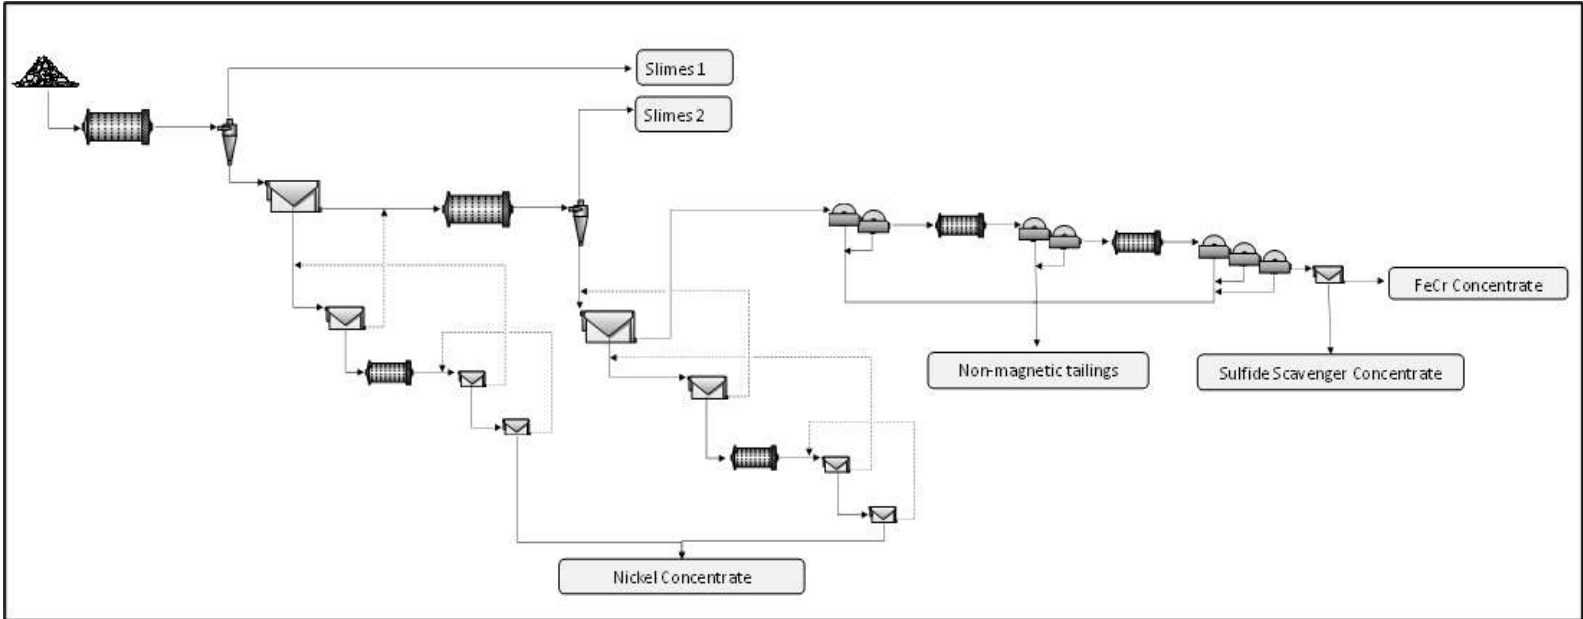 Slimes 1
Slimes 2
FeCr Concentrate
Non-magnetic tailings
Sulfide Scavenger Concentrate
Nickel Concentrate